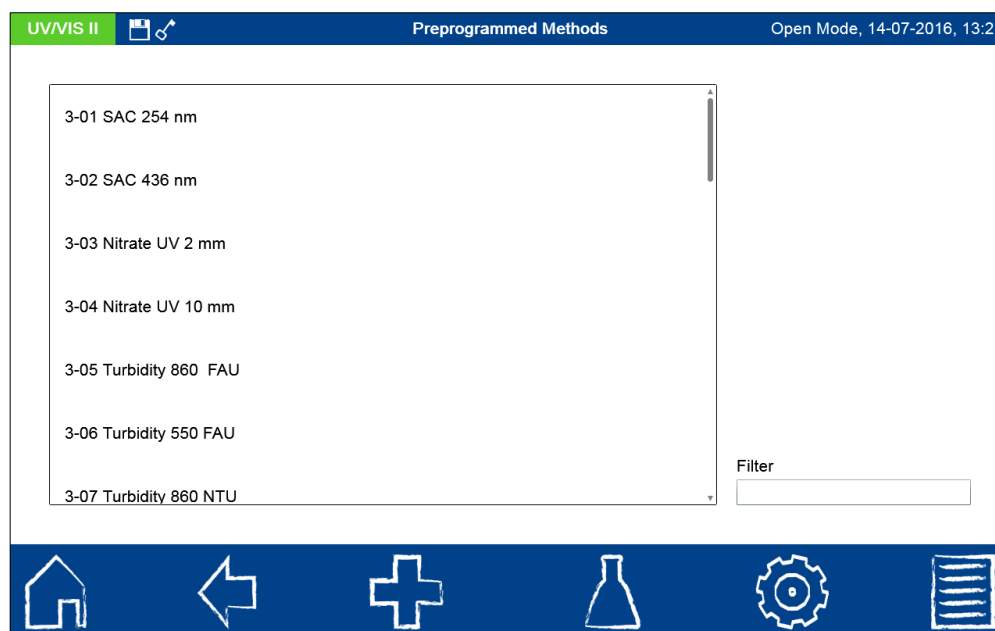 UV/VIS II Preprogrammed Methods Open Mode, 14-07-2016, 13:2
3-01 SAC 254 nm
3-02 SAC 436 nm
3-03 Nitrate UV 2 mm
3-04 Nitrate UV 10 mm
3-05 Turbidity 860  FAU
3-06 Turbidity 550 FAU
3-07 Turbidity 860 NTU
Filter